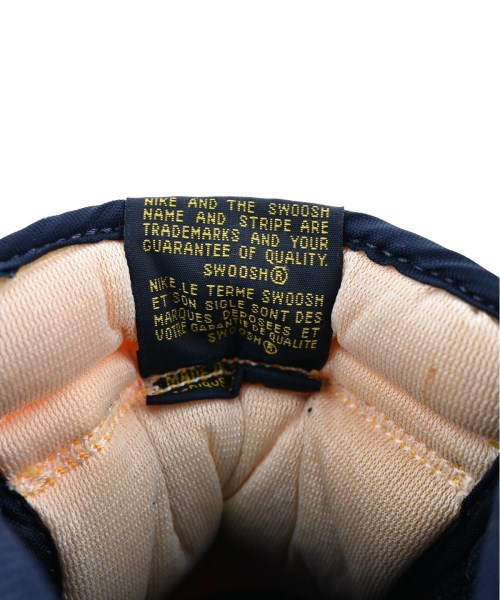 NIKE AND THE SWOOSH
NAME AND STRIPE ARE
TRADEMARKS AND YOUR
GUARANTEE OF QUALITY.
SWOOSH®
NIKE, LE TERME SWOOSH
ET SON SIGLE SONT DES
MARQUES DEPOSEES ET
VOTRE GARANTIE DE QUALITE
SWOOSH®
MADE